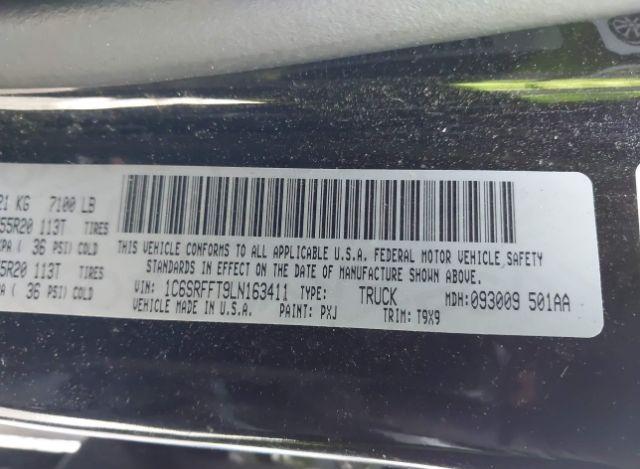 21 KG 7100 LB
55R20 113T TIRES
KPA ( 36 PSI) COLD
5R20 113T TIRES
( 36 PSI) COLD
THIS VEHICLE CONFORMS TO ALL APPLICABLE U.S.A. FEDERAL MOTOR VEHICLE SAFETY
STANDARDS IN EFFECT ON THE DATE OF MANUFACTURE SHOWN ABOVE.
VIN: 1C6SRFFT9LN163411 TYPE: TRUCK MDH: 093009 501AA
VEHICLE MADE IN U.S.A. PAINT: PXJ TRIM: T9X9